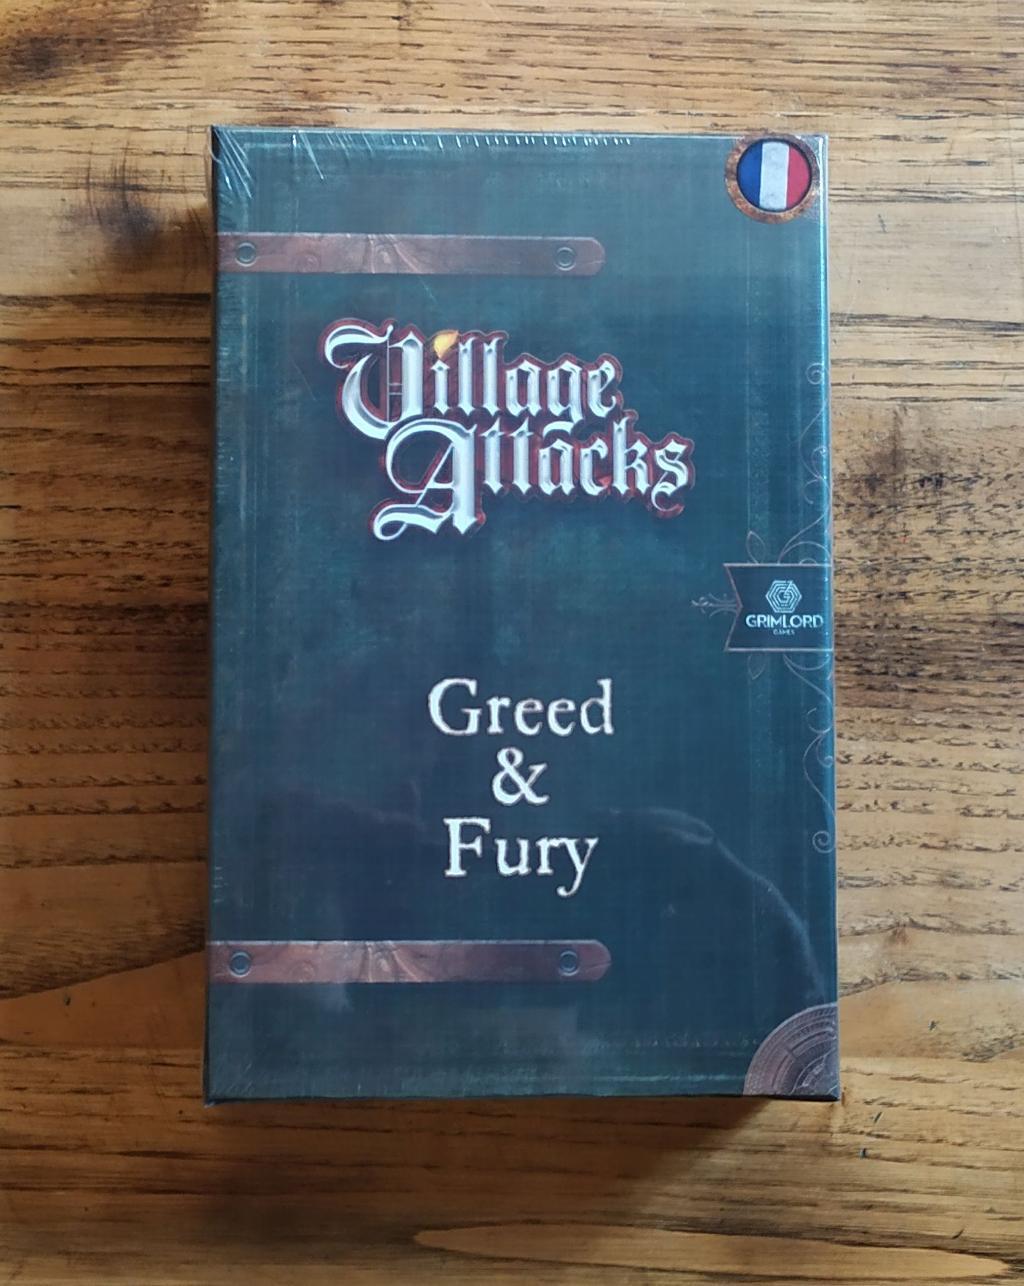 Village
Attacks
GRIMLORD
GAMES
Greed
&
Fury